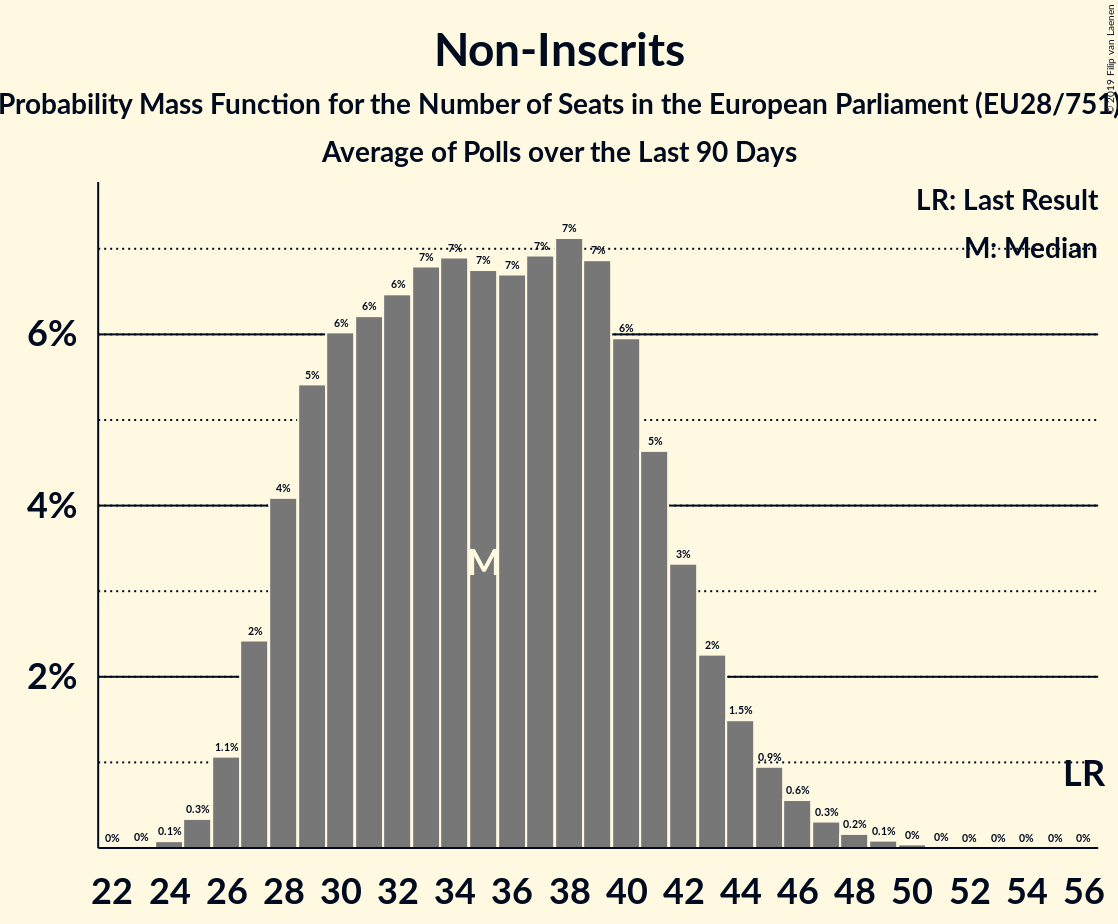 Non-Inscrits
Probability Mass Function for the Number of Seats in the European Parliament (EU28/751)
Average of Polls over the Last 90 Days
© 2019 Filip van Laenen
LR: Last Result
M: Median
6%
4%
2%
0% 0% 0.1% 0.3% 1.1% 2% 4% 5% 6% 6% 6% 7% 7% 7% 7% 7% 7% 7% 6% 5% 3% 2% 1.5% 0.9% 0.6% 0.3% 0.2% 0.1% 0% 0% 0% 0% 0% 0% 0%
M
LR
22 24 26 28 30 32 34 36 38 40 42 44 46 48 50 52 54 56